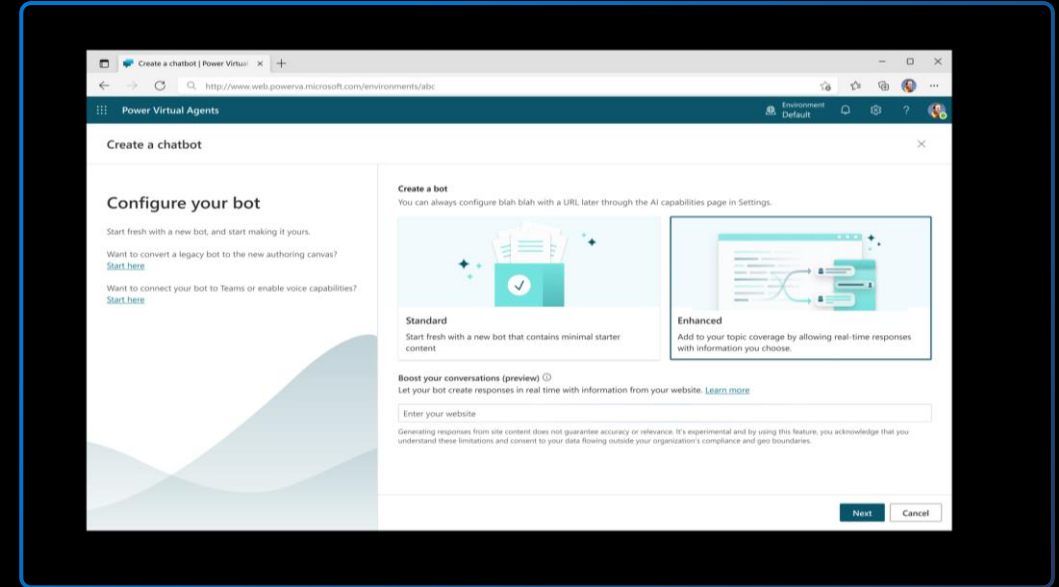 Create a chatbot | Power Virtual
http://www.web.powerva.microsoft.com/environments/abc
Power Virtual Agents
Environment
Default
?
Create a chatbot
Configure your bot
Start fresh with a new bot, and start making it yours.
Want to convert a legacy bot to the new authoring canvas?
Start here
Want to connect your bot to Teams or enable voice capabilities?
Start here
Create a bot
You can always configure blah blah with a URL later through the AI capabilities page in Settings.
Standard
Start fresh with a new bot that contains minimal starter
content
Enhanced
Add to your topic coverage by allowing real-time responses
with information you choose.
Boost your conversations (preview)
Let your bot create responses in real time with information from your website. Learn more
Enter your website
Generating responses from site content does not guarantee accuracy or relevance. It's experimental and by using this feature, you acknowledge that you
understand these limitations and consent to your data flowing outside your organization's compliance and geo boundaries.
Next
Cancel